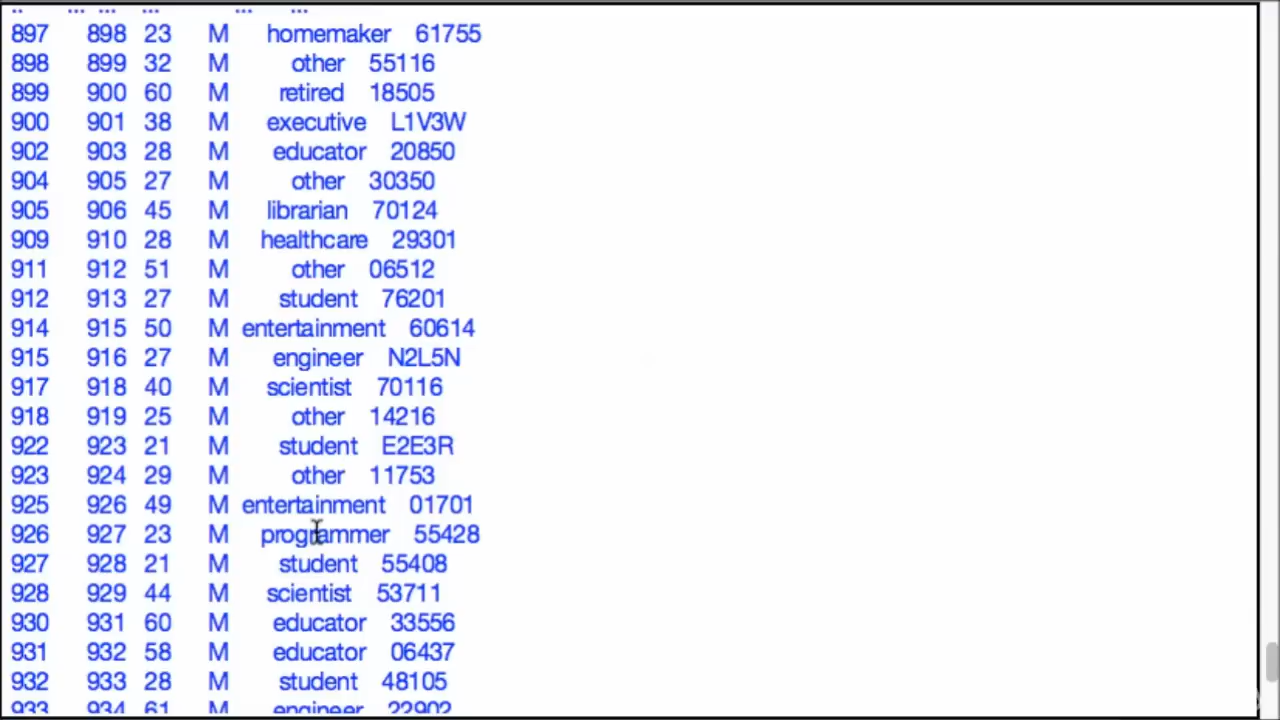 .. ... ... ... ... ...
897 898 23 M homemaker 61755
898 899 32 M other 55116
899 900 60 M retired 18505
900 901 38 M executive L1V3W
902 903 28 M educator 20850
904 905 27 M other 30350
905 906 45 M librarian 70124
909 910 28 M healthcare 29301
911 912 51 M other 06512
912 913 27 M student 76201
914 915 50 M entertainment 60614
915 916 27 M engineer N2L5N
917 918 40 M scientist 70116
918 919 25 M other 14216
922 923 21 M student E2E3R
923 924 29 M other 11753
925 926 49 M entertainment 01701
926 927 23 M programmer 55428
927 928 21 M student 55408
928 929 44 M scientist 53711
930 931 60 M educator 33556
931 932 58 M educator 06437
932 933 28 M student 48105
933 934 61 M engineer 22902